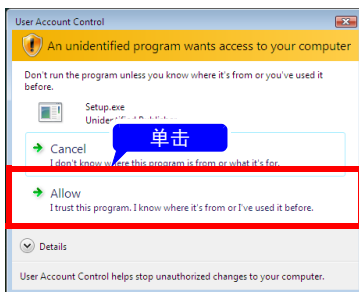 User Account Control
An unidentified program wants access to your computer
Don't run the program unless you know where it's from or you've used it
before.
Setup.exe
单击
Cancel
I don't know where this program is from or what it's for.
Allow
I trust this program. I know where it's from or I've used it before.
Details
User Account Control helps stop unauthorized changes to your computer.